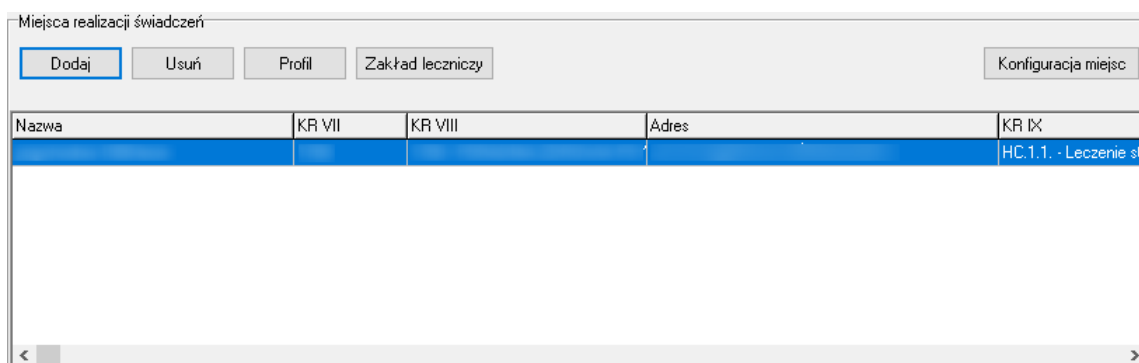 Miejsca realizacji świadczeń
Dodaj Usuń Profil Zakład leczniczy Konfiguracja miejsc
Nazwa KR VII KR VIII Adres KR IX
HC.1.1. - Leczenie